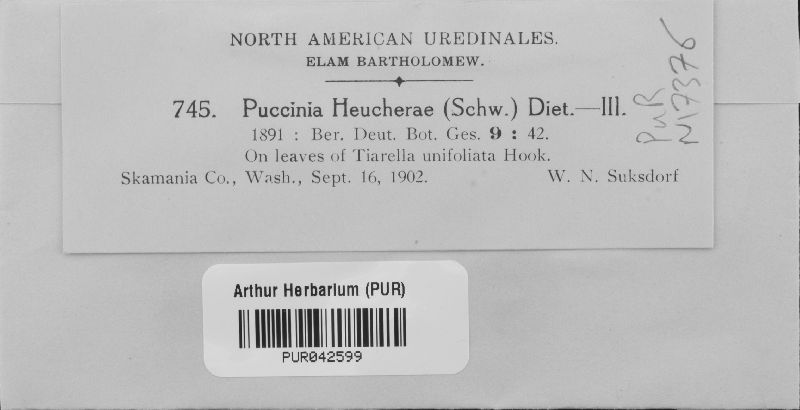 NORTH AMERICAN UREDINALES.
ELAM BARTHOLOMEW.
745. Puccinia Heucherae (Schw.) Diet.—III.
1891 : Ber. Deut. Bot. Ges. 9 : 42.
On leaves of Tiarella unifoliata Hook.
Skamania Co., Wash., Sept. 16, 1902. W. N. Suksdorf
PUR
N12376
Arthur Herbarium (PUR)
PUR042599